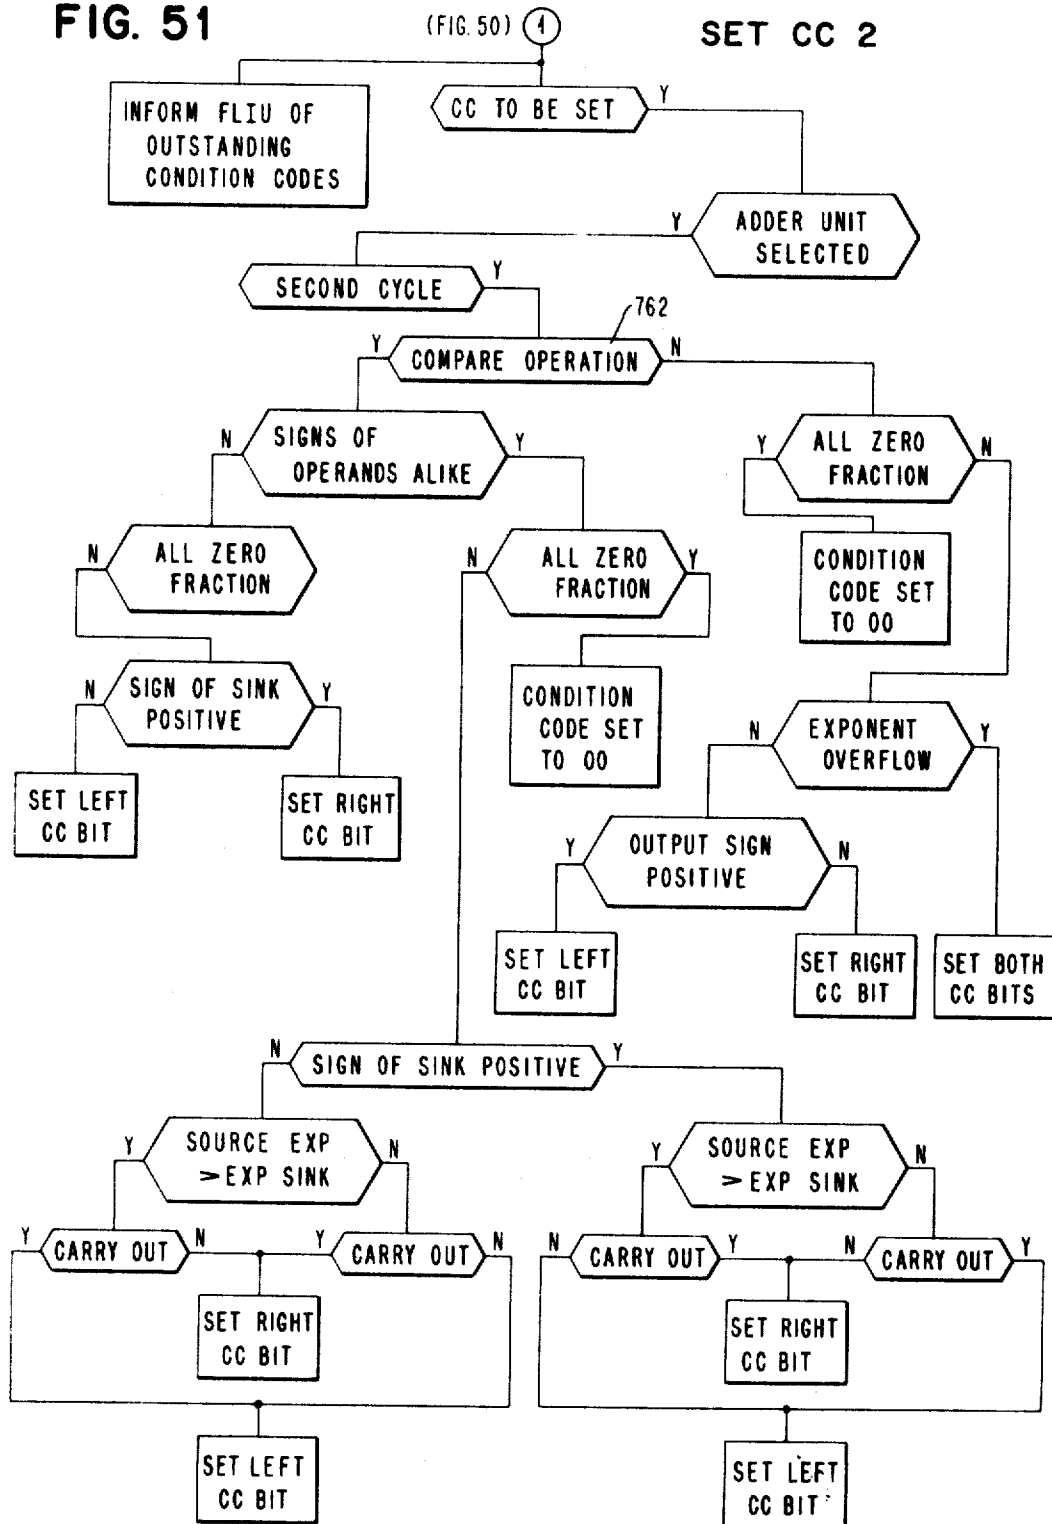 FIG. 51
(FIG. 50) 1
SET CC 2
INFORM FLIU OF
OUTSTANDING
CONDITION CODES
CC TO BE SET
Y
ADDER UNIT
SELECTED
Y
SECOND CYCLE
Y
762
Y
COMPARE OPERATION
N
N
SIGNS OF
OPERANDS ALIKE
Y
Y
ALL ZERO
FRACTION
N
N
ALL ZERO
FRACTION
N
ALL ZERO
FRACTION
Y
CONDITION
CODE SET
TO 00
N
SIGN OF SINK
POSITIVE
Y
CONDITION
CODE SET
TO 00
N
EXPONENT
OVERFLOW
Y
SET LEFT
CC BIT
SET RIGHT
CC BIT
Y
OUTPUT SIGN
POSITIVE
N
SET LEFT
CC BIT
SET RIGHT
CC BIT
SET BOTH
CC BITS
N
SIGN OF SINK POSITIVE
Y
Y
SOURCE EXP
> EXP SINK
N
Y
SOURCE EXP
> EXP SINK
N
Y
CARRY OUT
N
Y
CARRY OUT
N
N
CARRY OUT
Y
N
CARRY OUT
Y
SET RIGHT
CC BIT
SET RIGHT
CC BIT
SET LEFT
CC BIT
SET LEFT
CC BIT